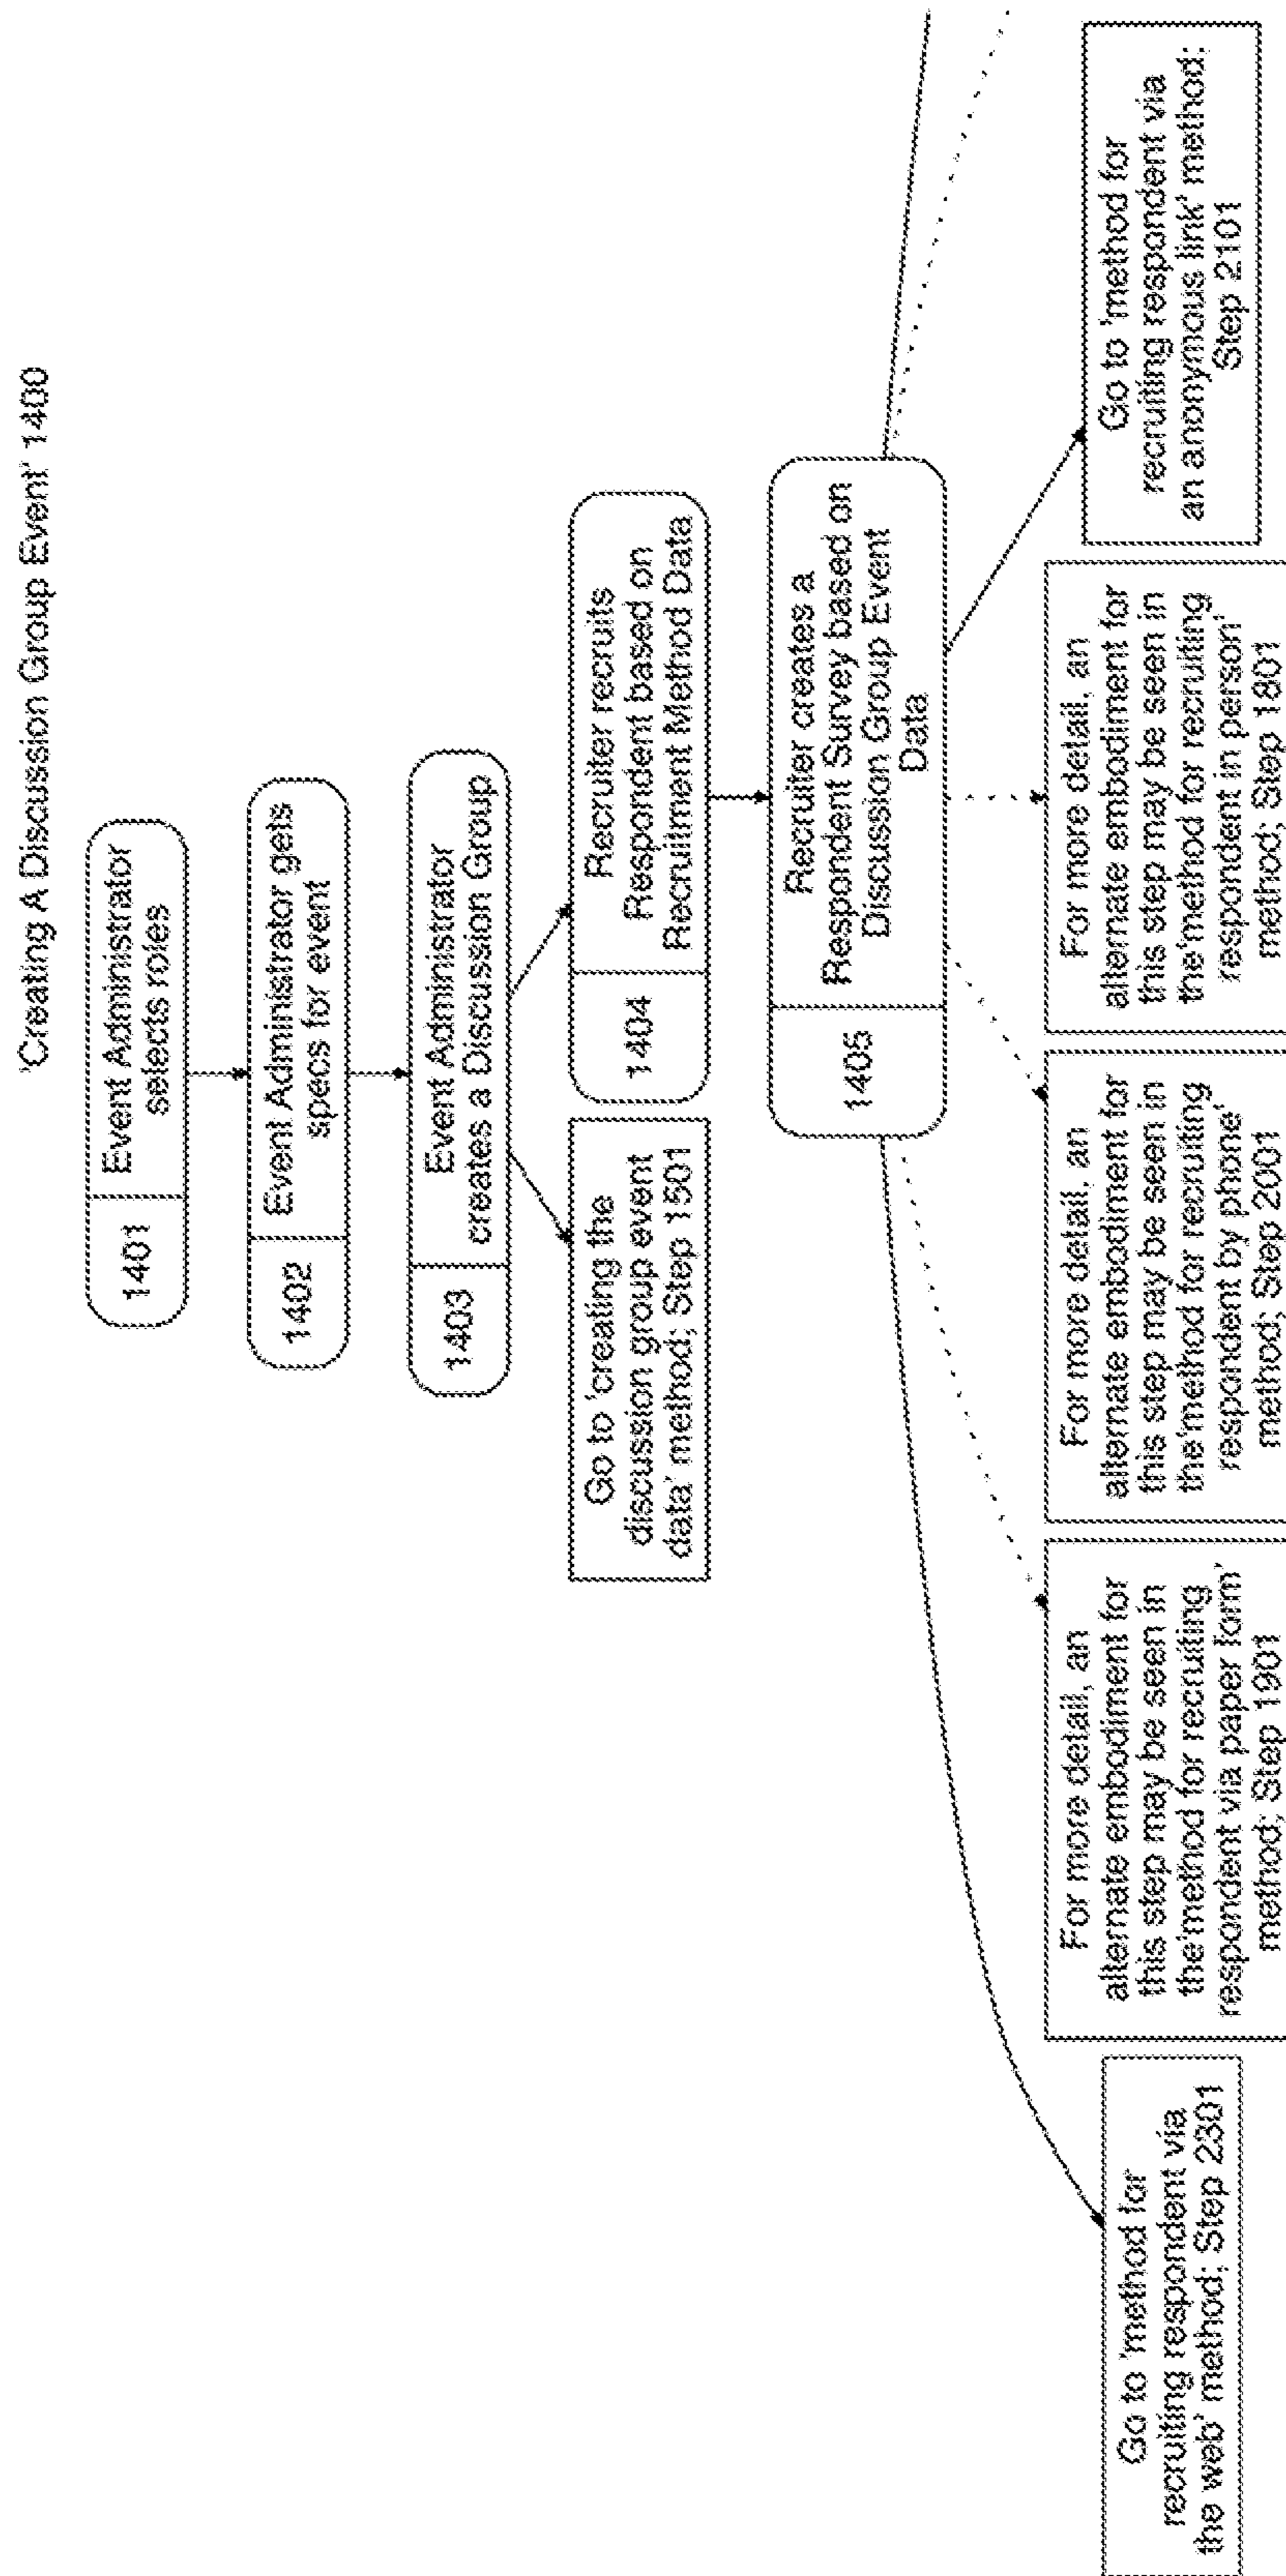 'Creating A Discussion Group Event' 1400
1401
Event Administrator
selects roles
1402
Event Administrator gets
specs for event
1403
Event Administrator
creates a Discussion Group
Go to 'creating the
discussion group event
data' method; Step 1501
1404
Recruiter recruits
Respondent based on
Recruitment Method Data
1405
Recruiter creates a
Respondent Survey based on
Discussion Group Event
Data
Go to 'method for
recruiting respondent via
the web' method; Step 2301
For more detail, an
alternate embodiment for
this step may be seen in
the'method for recruiting
respondent via paper form'
method; Step 1901
For more detail, an
alternate embodiment for
this step may be seen in
the'method for recruiting
respondent by phone'
method; Step 2001
For more detail, an
alternate embodiment for
this step may be seen in
the'method for recruiting
respondent in person'
method; Step 1801
Go to 'method for
recruiting respondent via
an anonymous link' method;
Step 2101